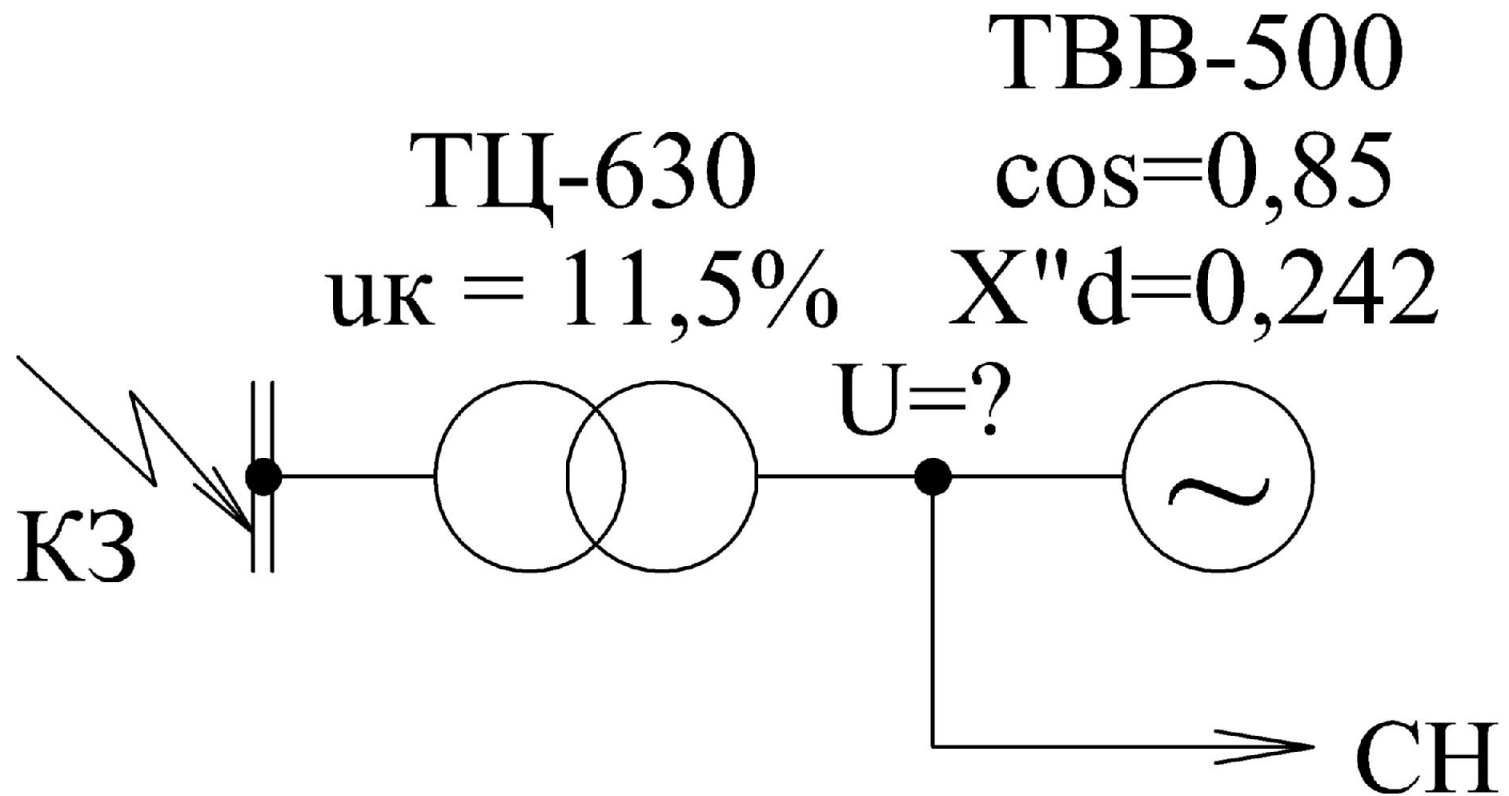 ТВВ-500
ТЦ-630
cos=0,85
uк = 11,5%
X"d=0,242
U=?
~
КЗ
СН